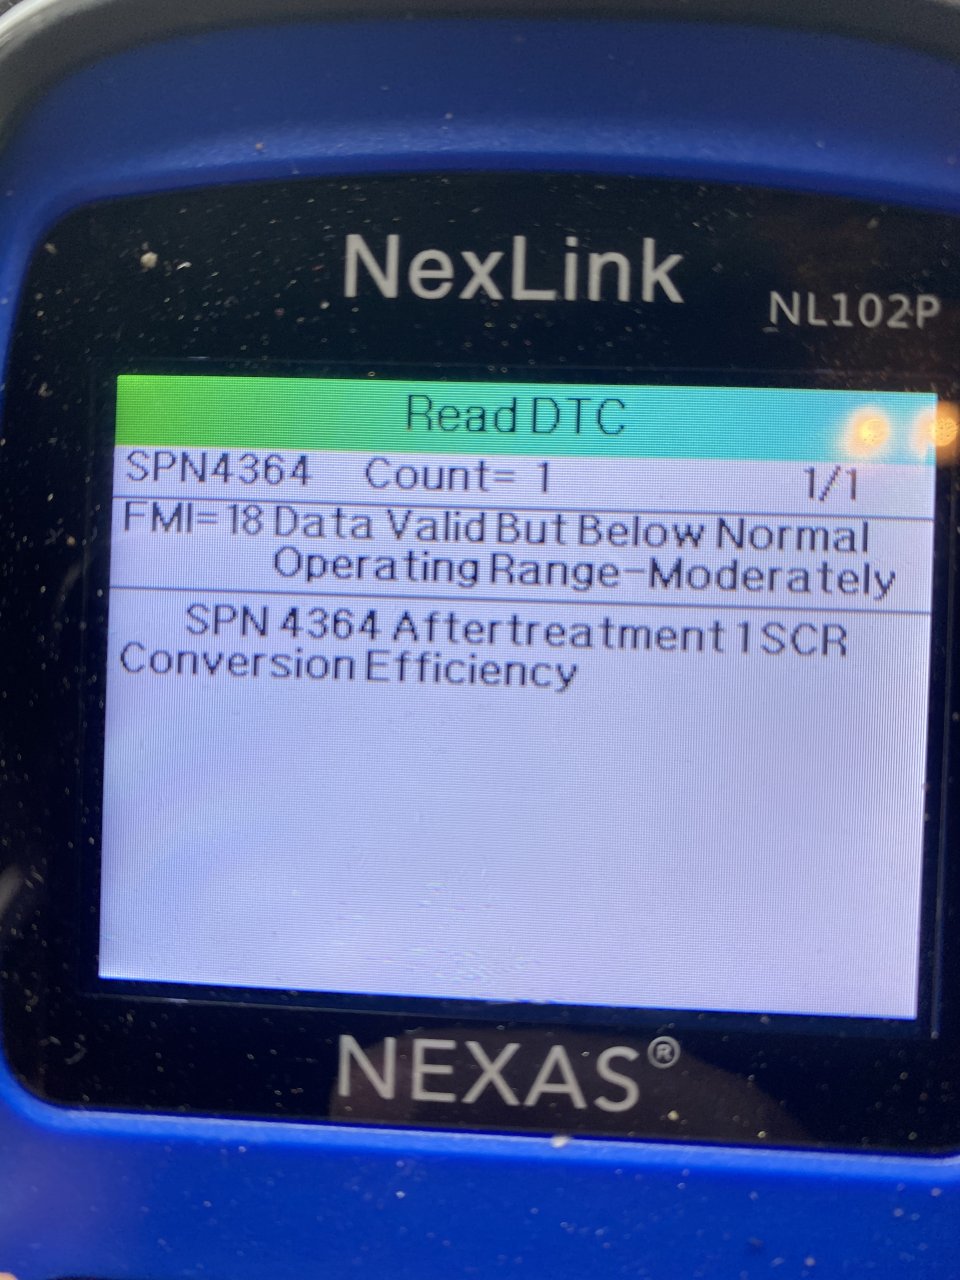 NexLink
NL102P
Read DTC
SPN4364 Count= 1 1/1
FMI= 18 Data Valid But Below Normal
Operating Range-Moderately
SPN 4364 Aftertreatment 1 SCR
Conversion Efficiency
NEXAS®